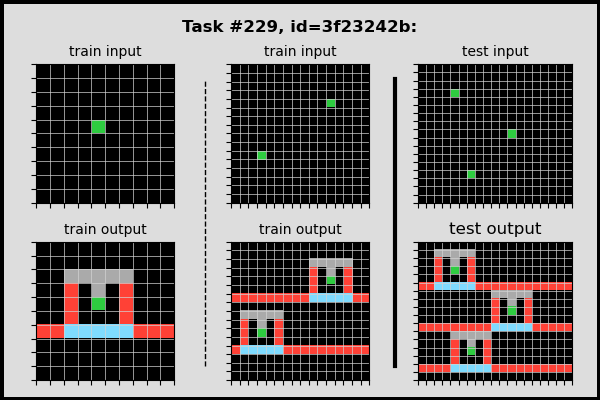 Task #229, id=3f23242b:
train input
train input
test input
train output
train output
test output